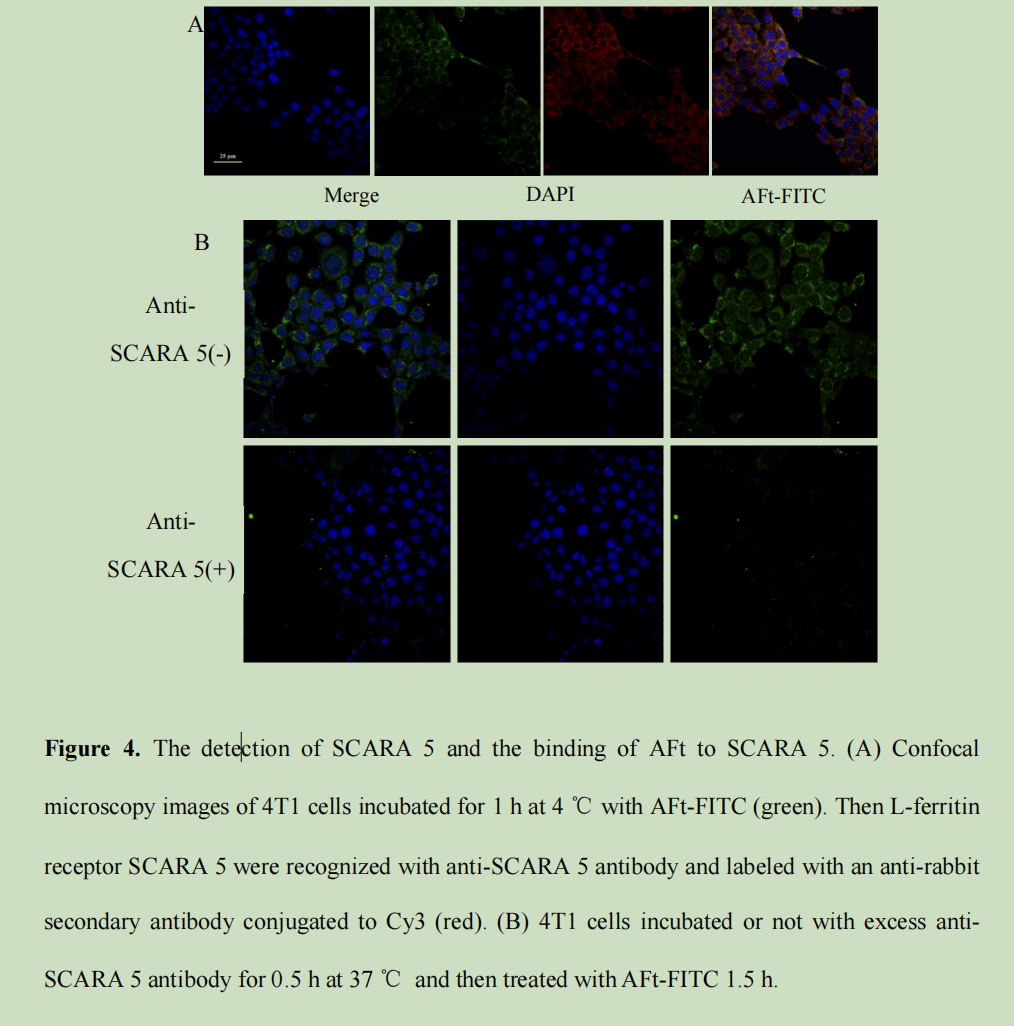 A
25 μm
Merge DAPI AFt-FITC
B
Anti-
SCARA 5(-)
Anti-
SCARA 5(+)
Figure 4. The detection of SCARA 5 and the binding of AFt to SCARA 5. (A) Confocal
microscopy images of 4T1 cells incubated for 1 h at 4 ℃ with AFt-FITC (green). Then L-ferritin
receptor SCARA 5 were recognized with anti-SCARA 5 antibody and labeled with an anti-rabbit
secondary antibody conjugated to Cy3 (red). (B) 4T1 cells incubated or not with excess anti-
SCARA 5 antibody for 0.5 h at 37 ℃ and then treated with AFt-FITC 1.5 h.